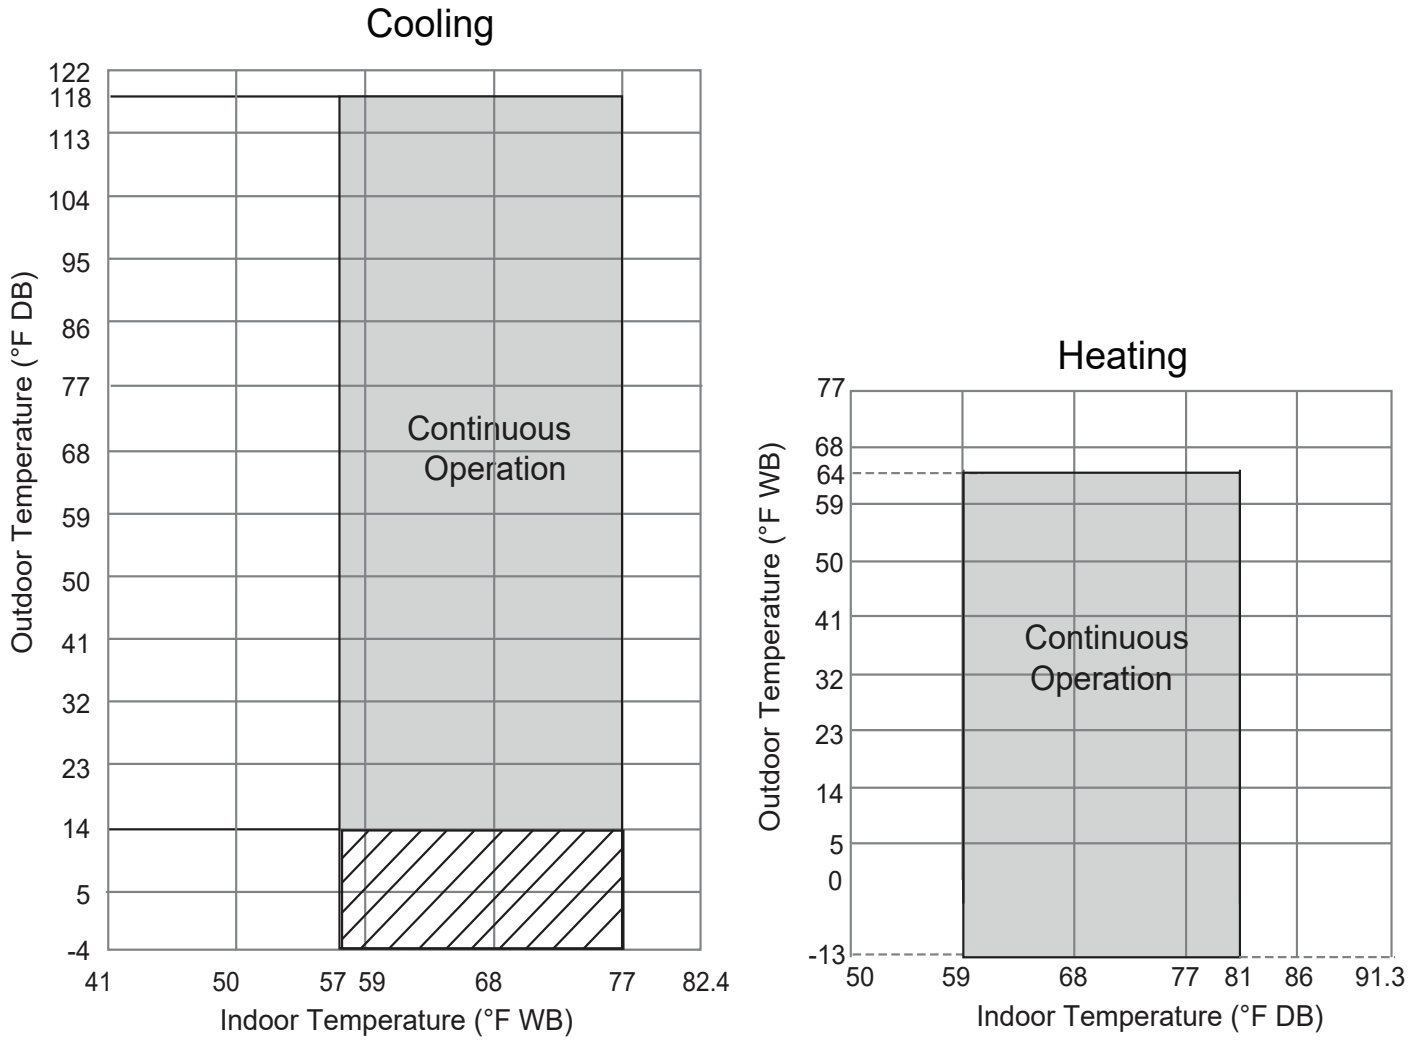 Cooling
122
118
113
104
95
86
77
68
59
50
41
32
23
14
5
-4
Outdoor Temperature (°F DB)
Continuous
Operation
41 50 57 59 68 77 82.4
Indoor Temperature (°F WB)
Heating
77
68
64
59
50
41
32
23
14
5
0
-13
Outdoor Temperature (°F WB)
Continuous
Operation
50 59 68 77 81 86 91.3
Indoor Temperature (°F DB)